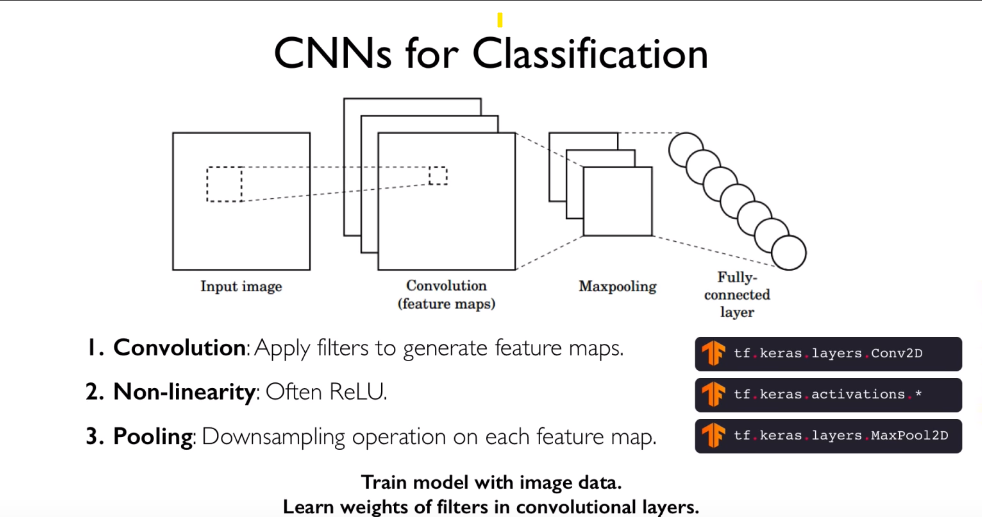 CNNs for Classification
Input image
Convolution
(feature maps)
Maxpooling
Fully-
connected
layer
1. Convolution: Apply filters to generate feature maps.
tf.keras.layers.Conv2D
2. Non-linearity: Often ReLU.
tf.keras.activations.*
3. Pooling: Downsampling operation on each feature map.
tf.keras.layers.MaxPool2D
Train model with image data.
Learn weights of filters in convolutional layers.